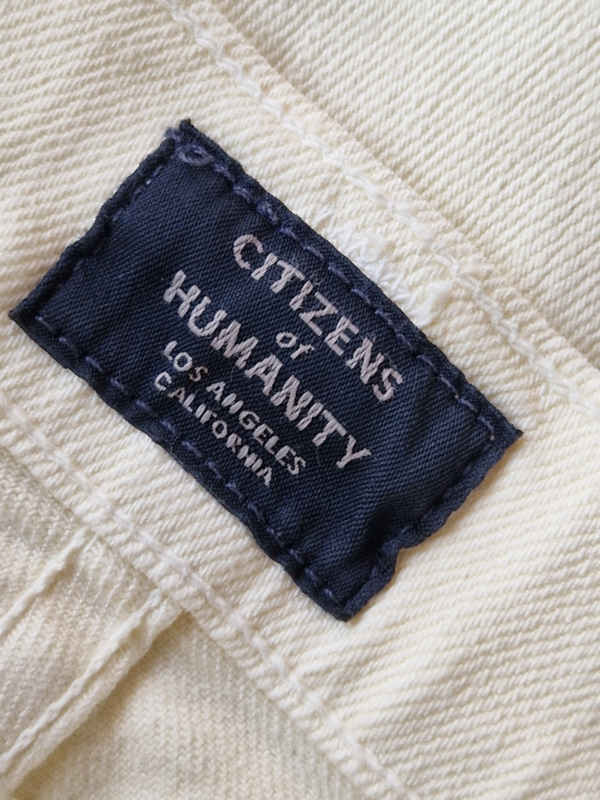 CITIZENS
of
HUMANITY
LOS ANGELES
CALIFORNIA